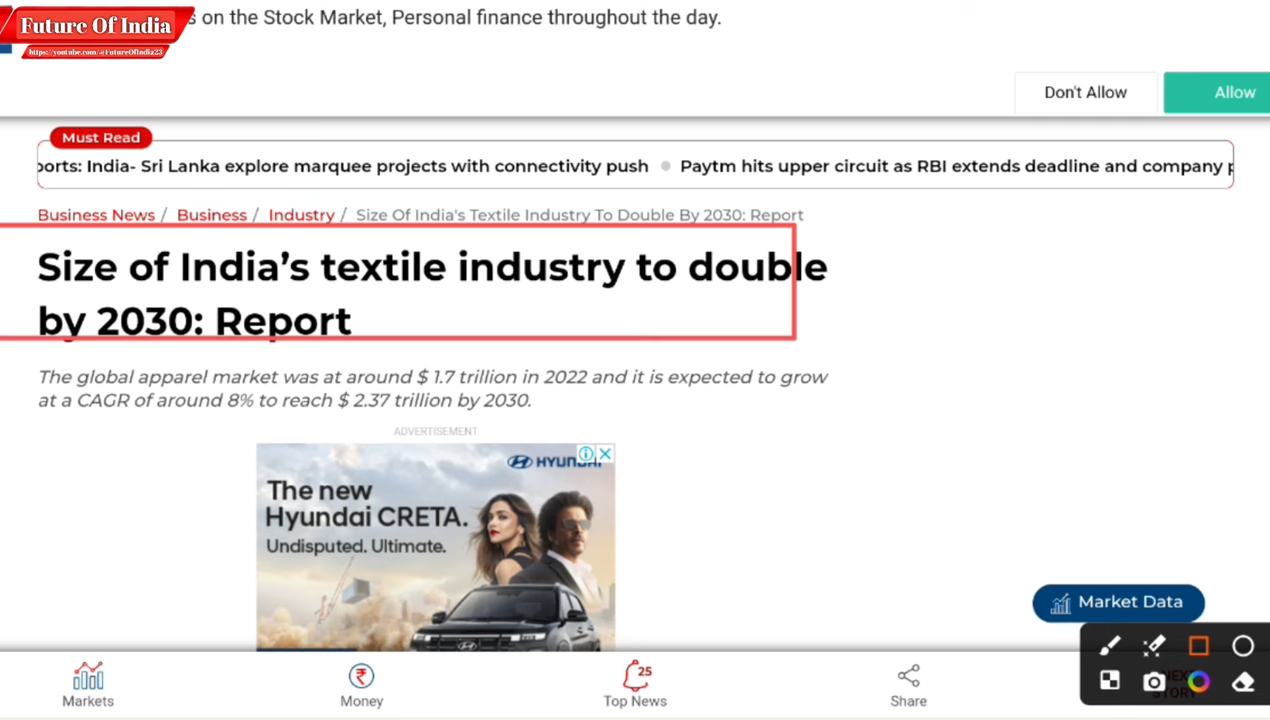 Future Of India
https://youtube.com/@FutureOfIndia23
s on the Stock Market, Personal finance throughout the day.
Don't Allow
Allow
Must Read
ports: India- Sri Lanka explore marquee projects with connectivity push
Paytm hits upper circuit as RBI extends deadline and company p
Business News / Business / Industry / Size Of India's Textile Industry To Double By 2030: Report
Size of India's textile industry to double
by 2030: Report
The global apparel market was at around $ 1.7 trillion in 2022 and it is expected to grow
at a CAGR of around 8% to reach $ 2.37 trillion by 2030.
ADVERTISEMENT
HYUNDAI
The new
Hyundai CRETA.
Undisputed. Ultimate.
Market Data
25
Markets
Money
Top News
Share
NEXT
STORY